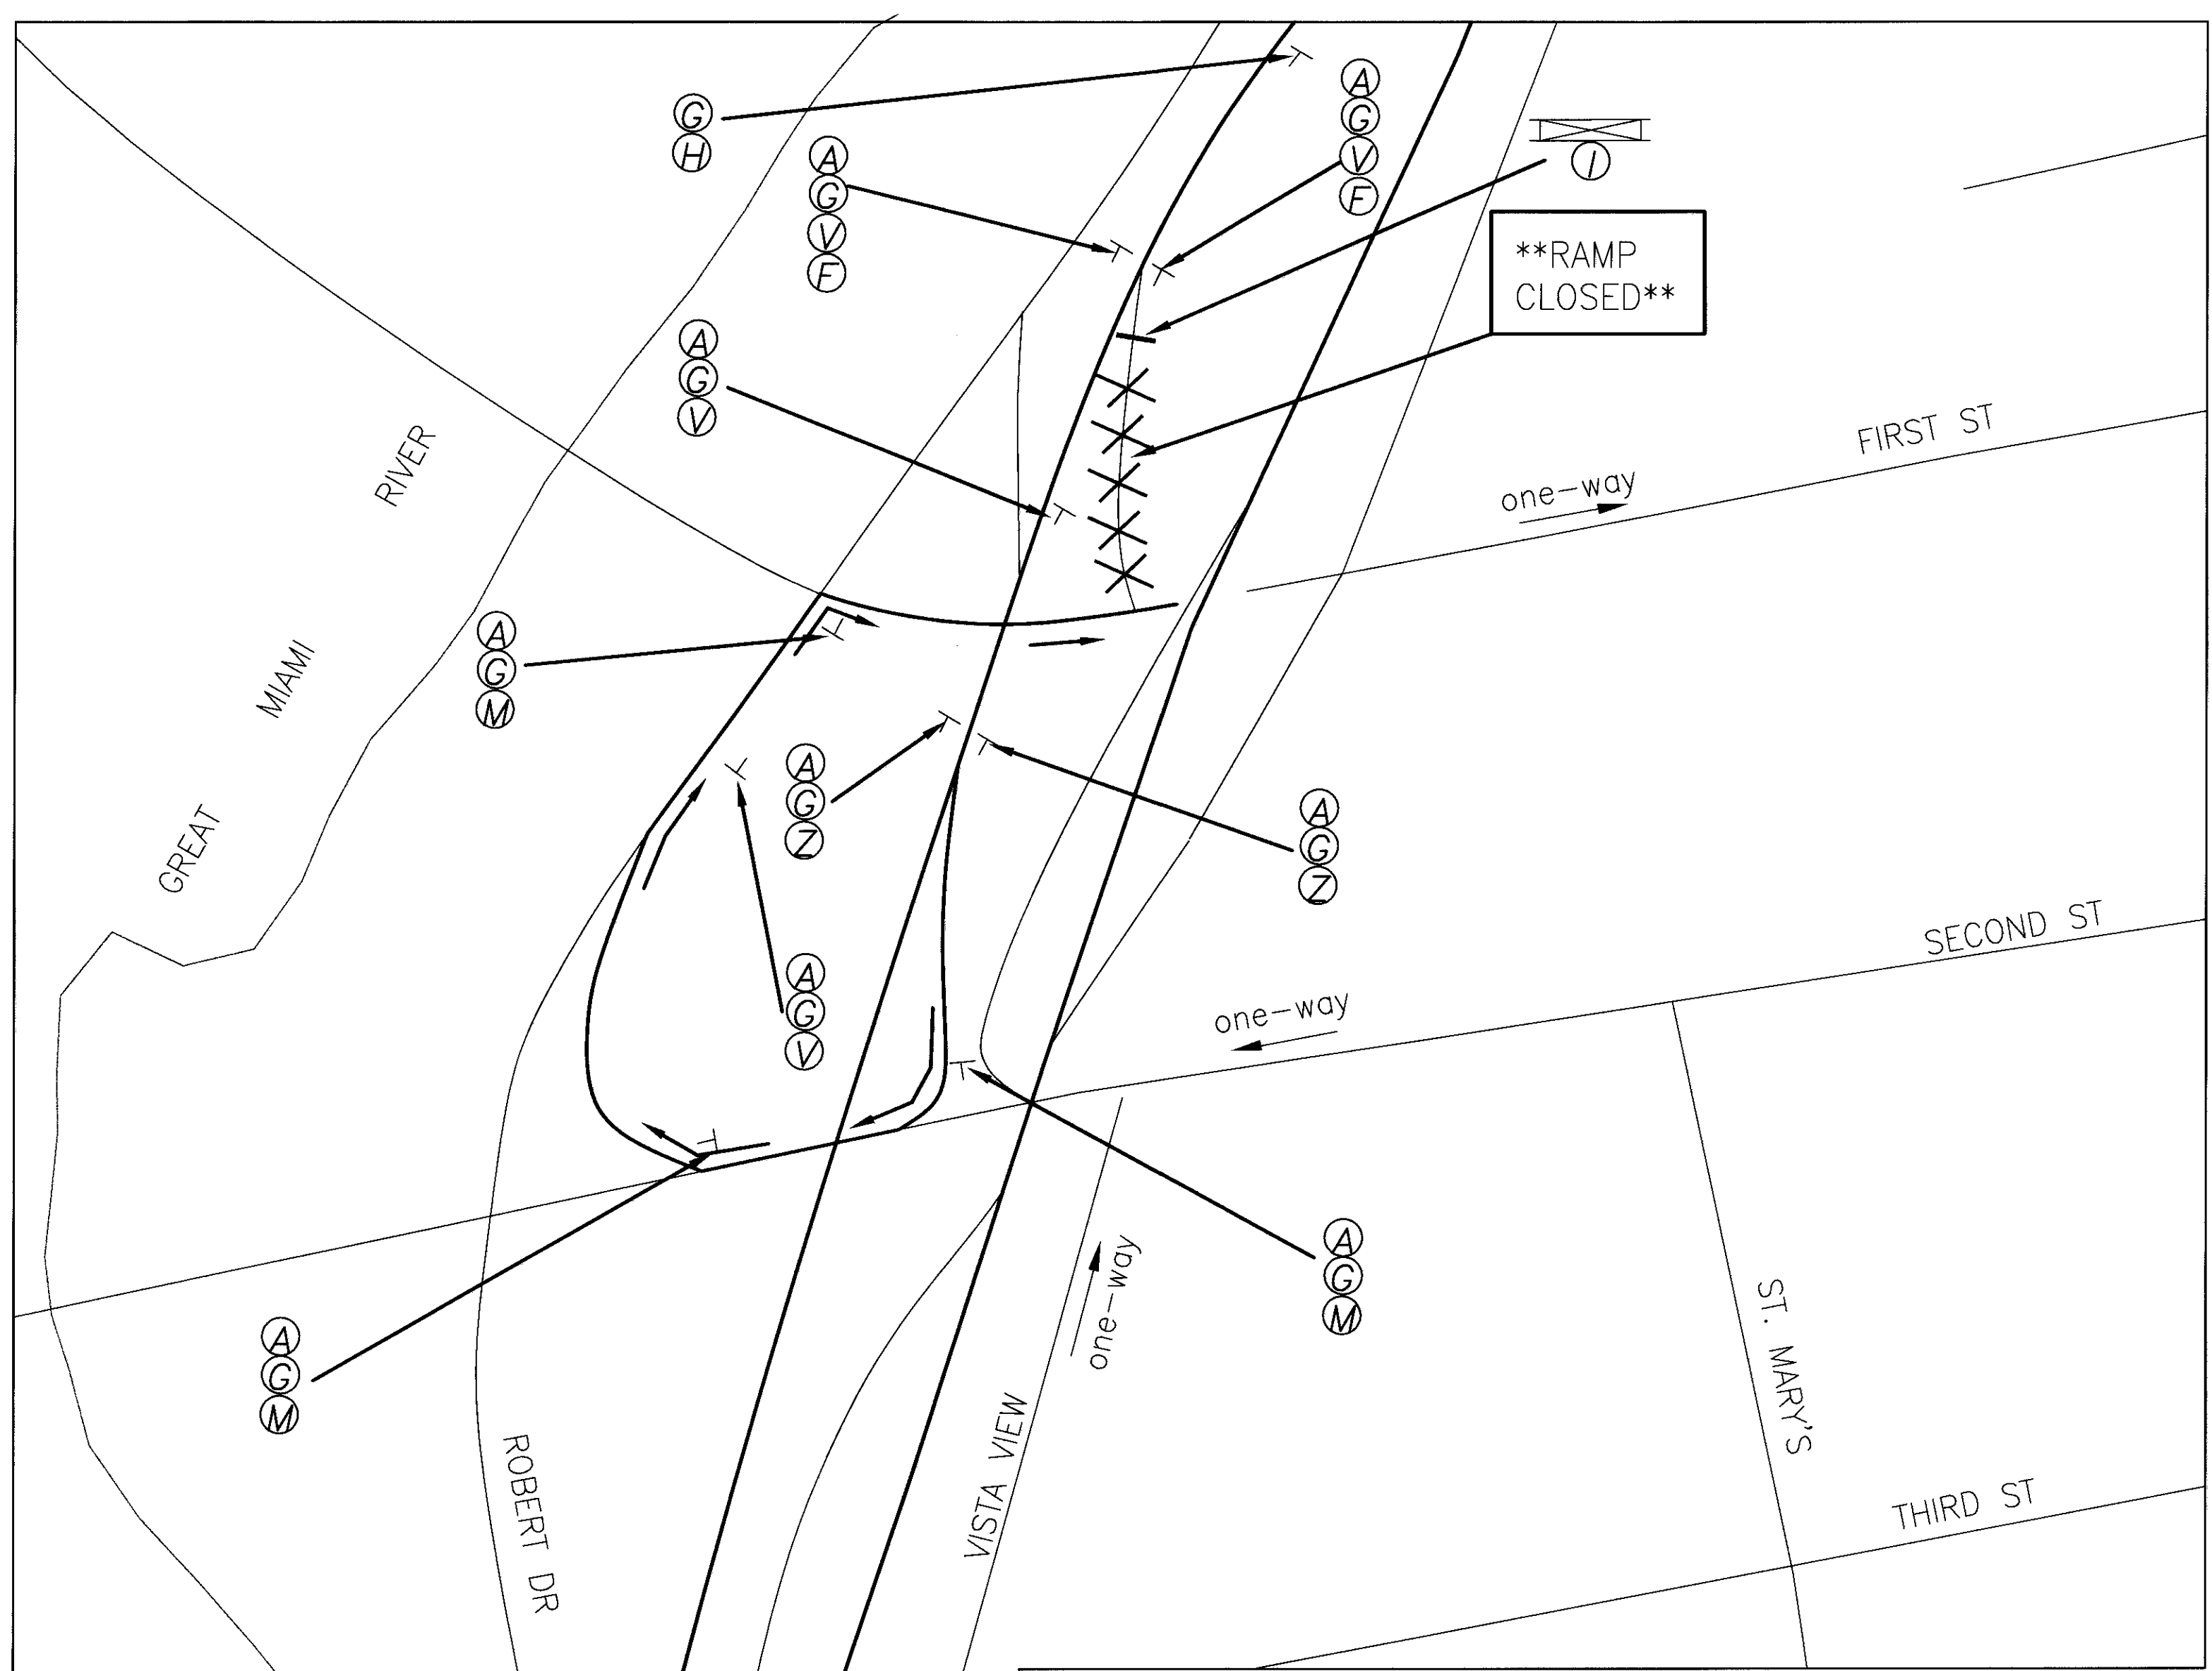 G
H
A
G
V
F
A
G
V
F
I
**RAMP
CLOSED**
A
G
V
FIRST ST
one-way
RIVER
MIAMI
GREAT
A
G
M
A
G
Z
A
G
Z
SECOND ST
one-way
A
G
V
A
G
M
A
G
M
one-way
VISTA VIEW
ROBERT DR
ST. MARY'S
THIRD ST